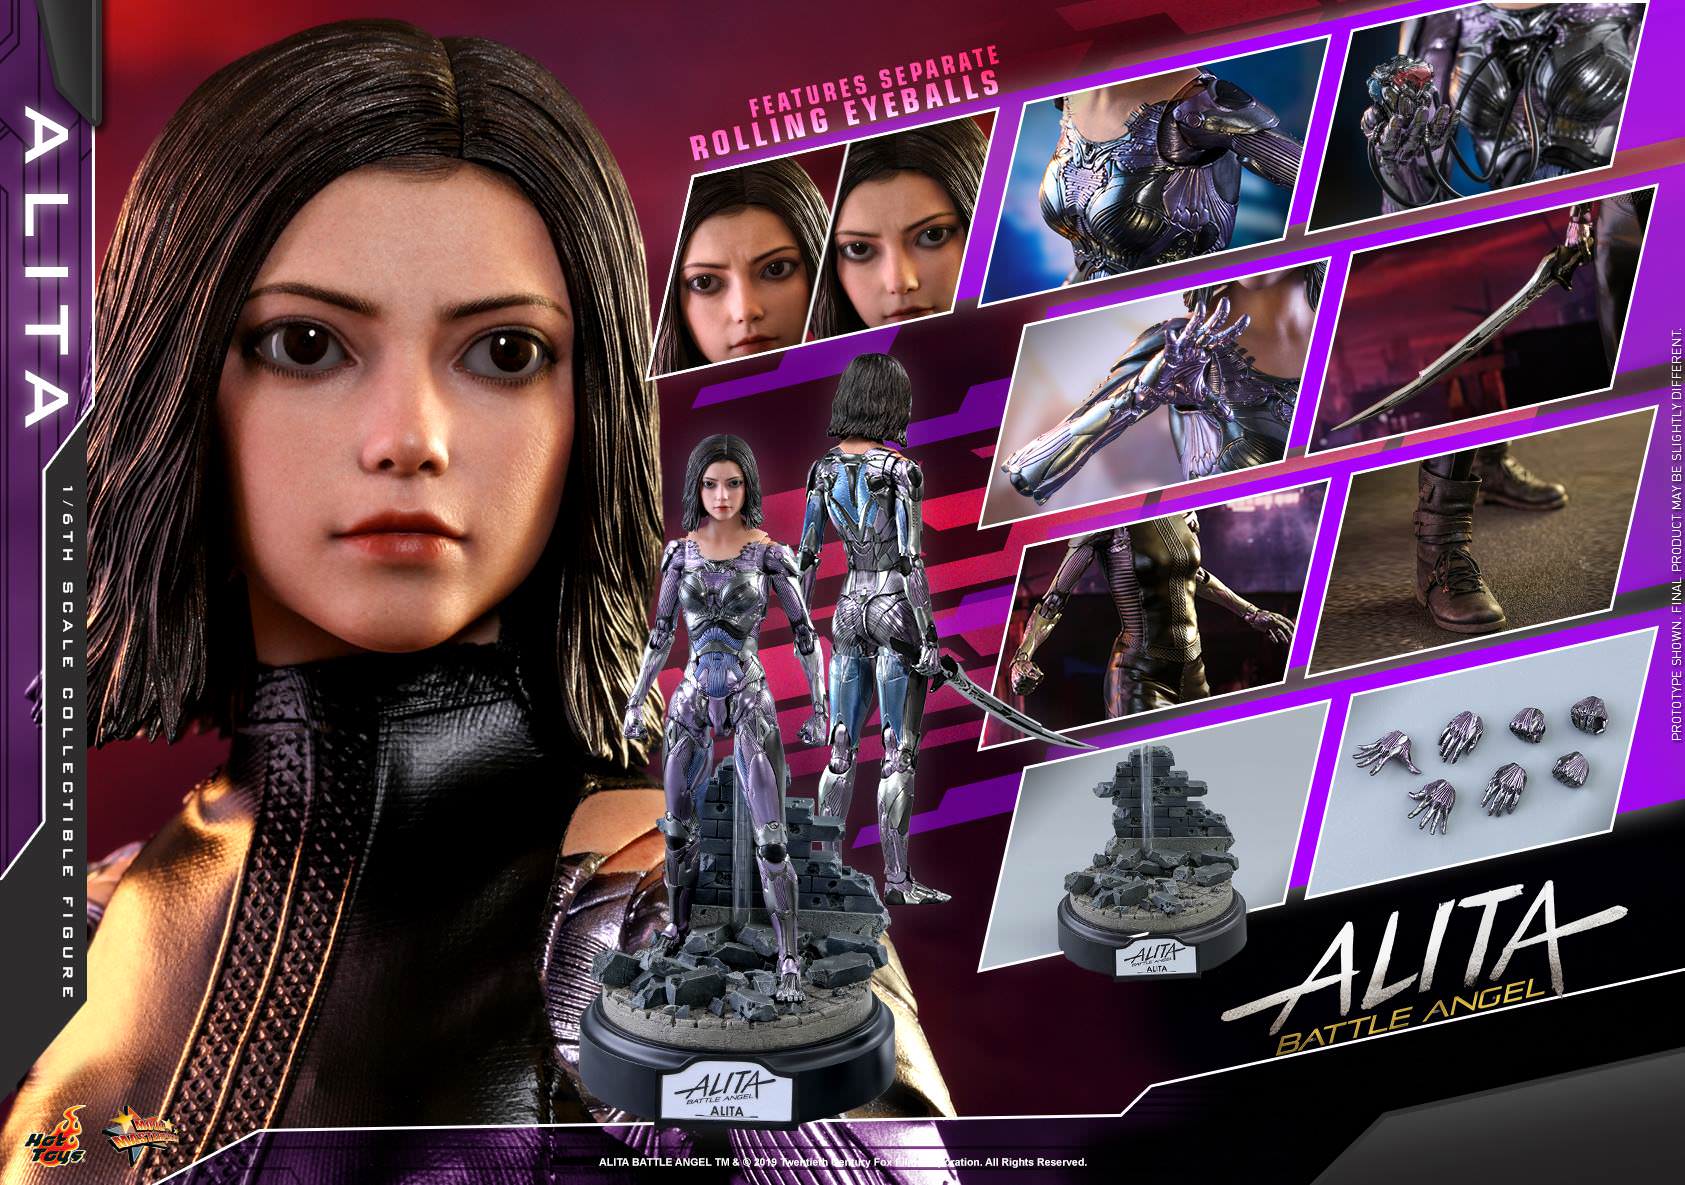 ALITA
1/6TH SCALE COLLECTIBLE FIGURE
FEATURES SEPARATE
ROLLING EYEBALLS
PROTOTYPE SHOWN. FINAL PRODUCT MAY BE SLIGHTLY DIFFERENT.
ALITA
BATTLE ANGEL
ALITA
ALITA
BATTLE ANGEL
ALITA
BATTLE ANGEL
ALITA
Hot
Toys
MOVIE
MASTERPIECE
ALITA BATTLE ANGEL TM & © 2019 Twentieth Century Fox Film Corporation. All Rights Reserved.